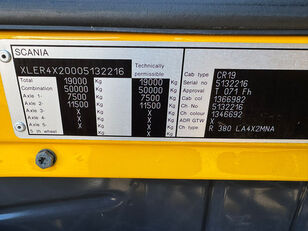 SCANIA
XLER4X20005132216
Technically
permissible
Total 19000 Kg 19000 Kg
Combination 50000 Kg 50000 Kg
Axle 1- 7500 Kg 7500 Kg
Axle 2- 11500 Kg 11500 Kg
Axle 3- X Kg X Kg
Axle 4- X Kg X Kg
Axle 5- X Kg X Kg
5 th wheel X Kg X Kg
Cab type CR19
Serial no 5132216
Approval T 071 Fh
Cab col 1366982
Ch no 5132216
Ch colour 1346692
ADR GTW X
R 380 LA4X2MNA